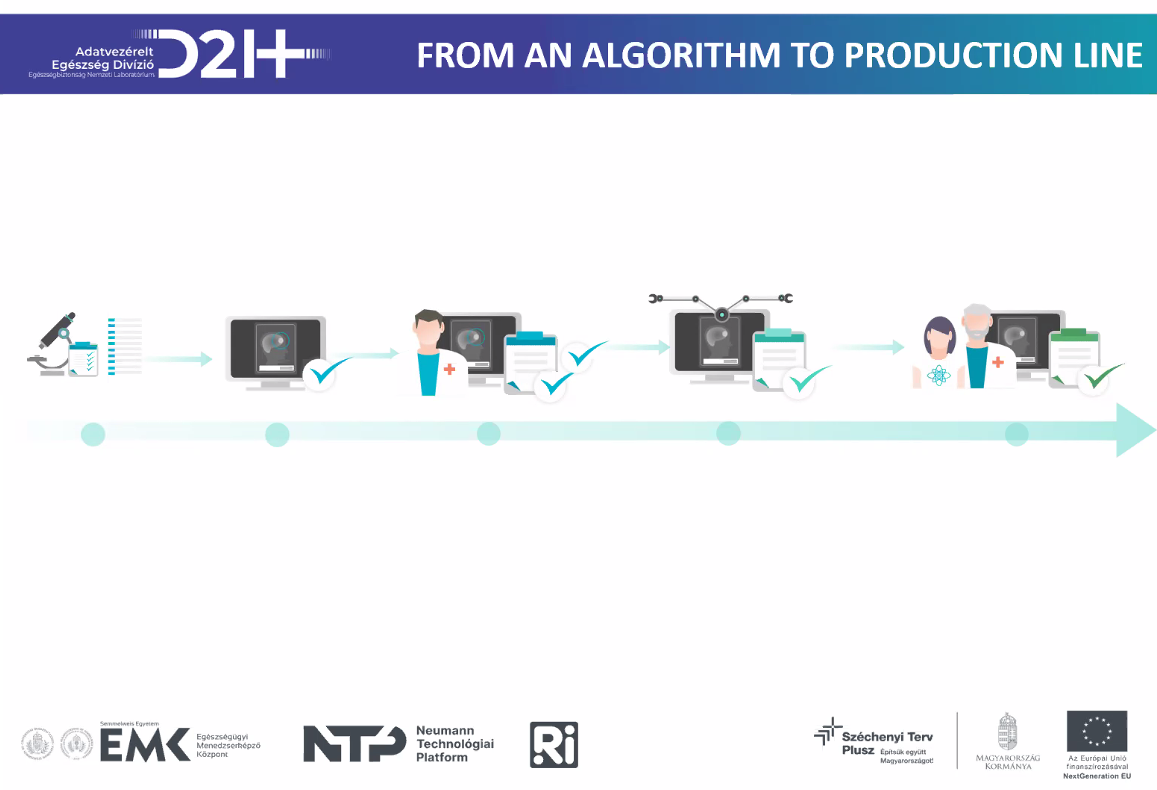 Adatvezérelt
Egészség Divízió
Egészségbiztonság Nemzeti Laboratórium
D2H
FROM AN ALGORITHM TO PRODUCTION LINE
Semmelweis Egyetem
EMK
Egészségügyi
Menedzserképző
Központ
NTP
Neumann
Technológiai
Platform
Ri
Széchenyi Terv
Plusz
Építsük együtt
Magyarországot!
MAGYARORSZÁG
KORMÁNYA
Az Európai Unió
finanszírozásával
NextGeneration EU